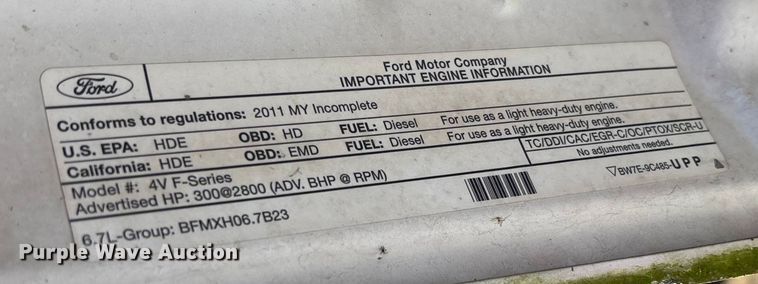 Ford
Ford Motor Company
IMPORTANT ENGINE INFORMATION
Conforms to regulations: 2011 MY Incomplete
U.S. EPA: HDE OBD: HD FUEL: Diesel For use as a light heavy-duty engine.
California: HDE OBD: EMD FUEL: Diesel For use as a light heavy-duty engine.
Model #: 4V F-Series TC/DDI/CAC/EGR-C/OC/PTOX/SCR-U
Advertised HP: 300@2800 (ADV. BHP @ RPM) No adjustments needed.
6.7L-Group: BFMXH06.7B23 BW7E-9C485-UPP
Purple Wave Auction